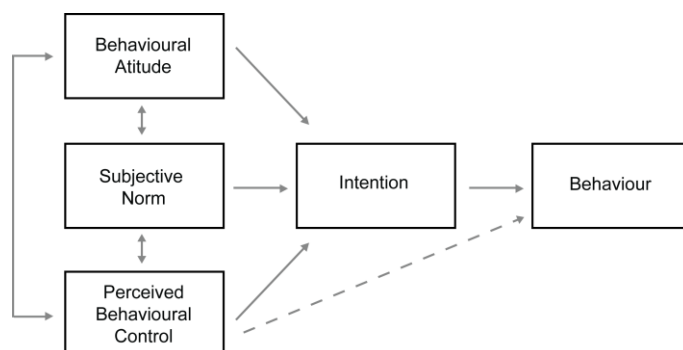 Behavioural
Atitude
Subjective
Norm
Intention
Behaviour
Perceived
Behavioural
Control